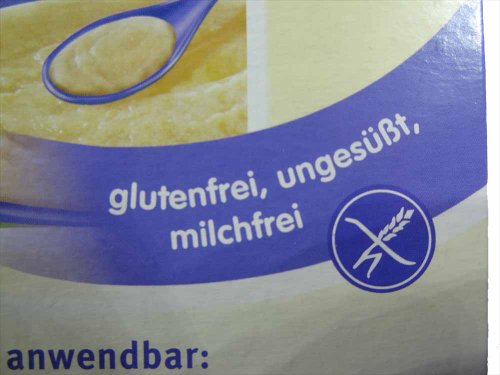 glutenfrei, ungesüßt,
milchfrei
anwendbar: